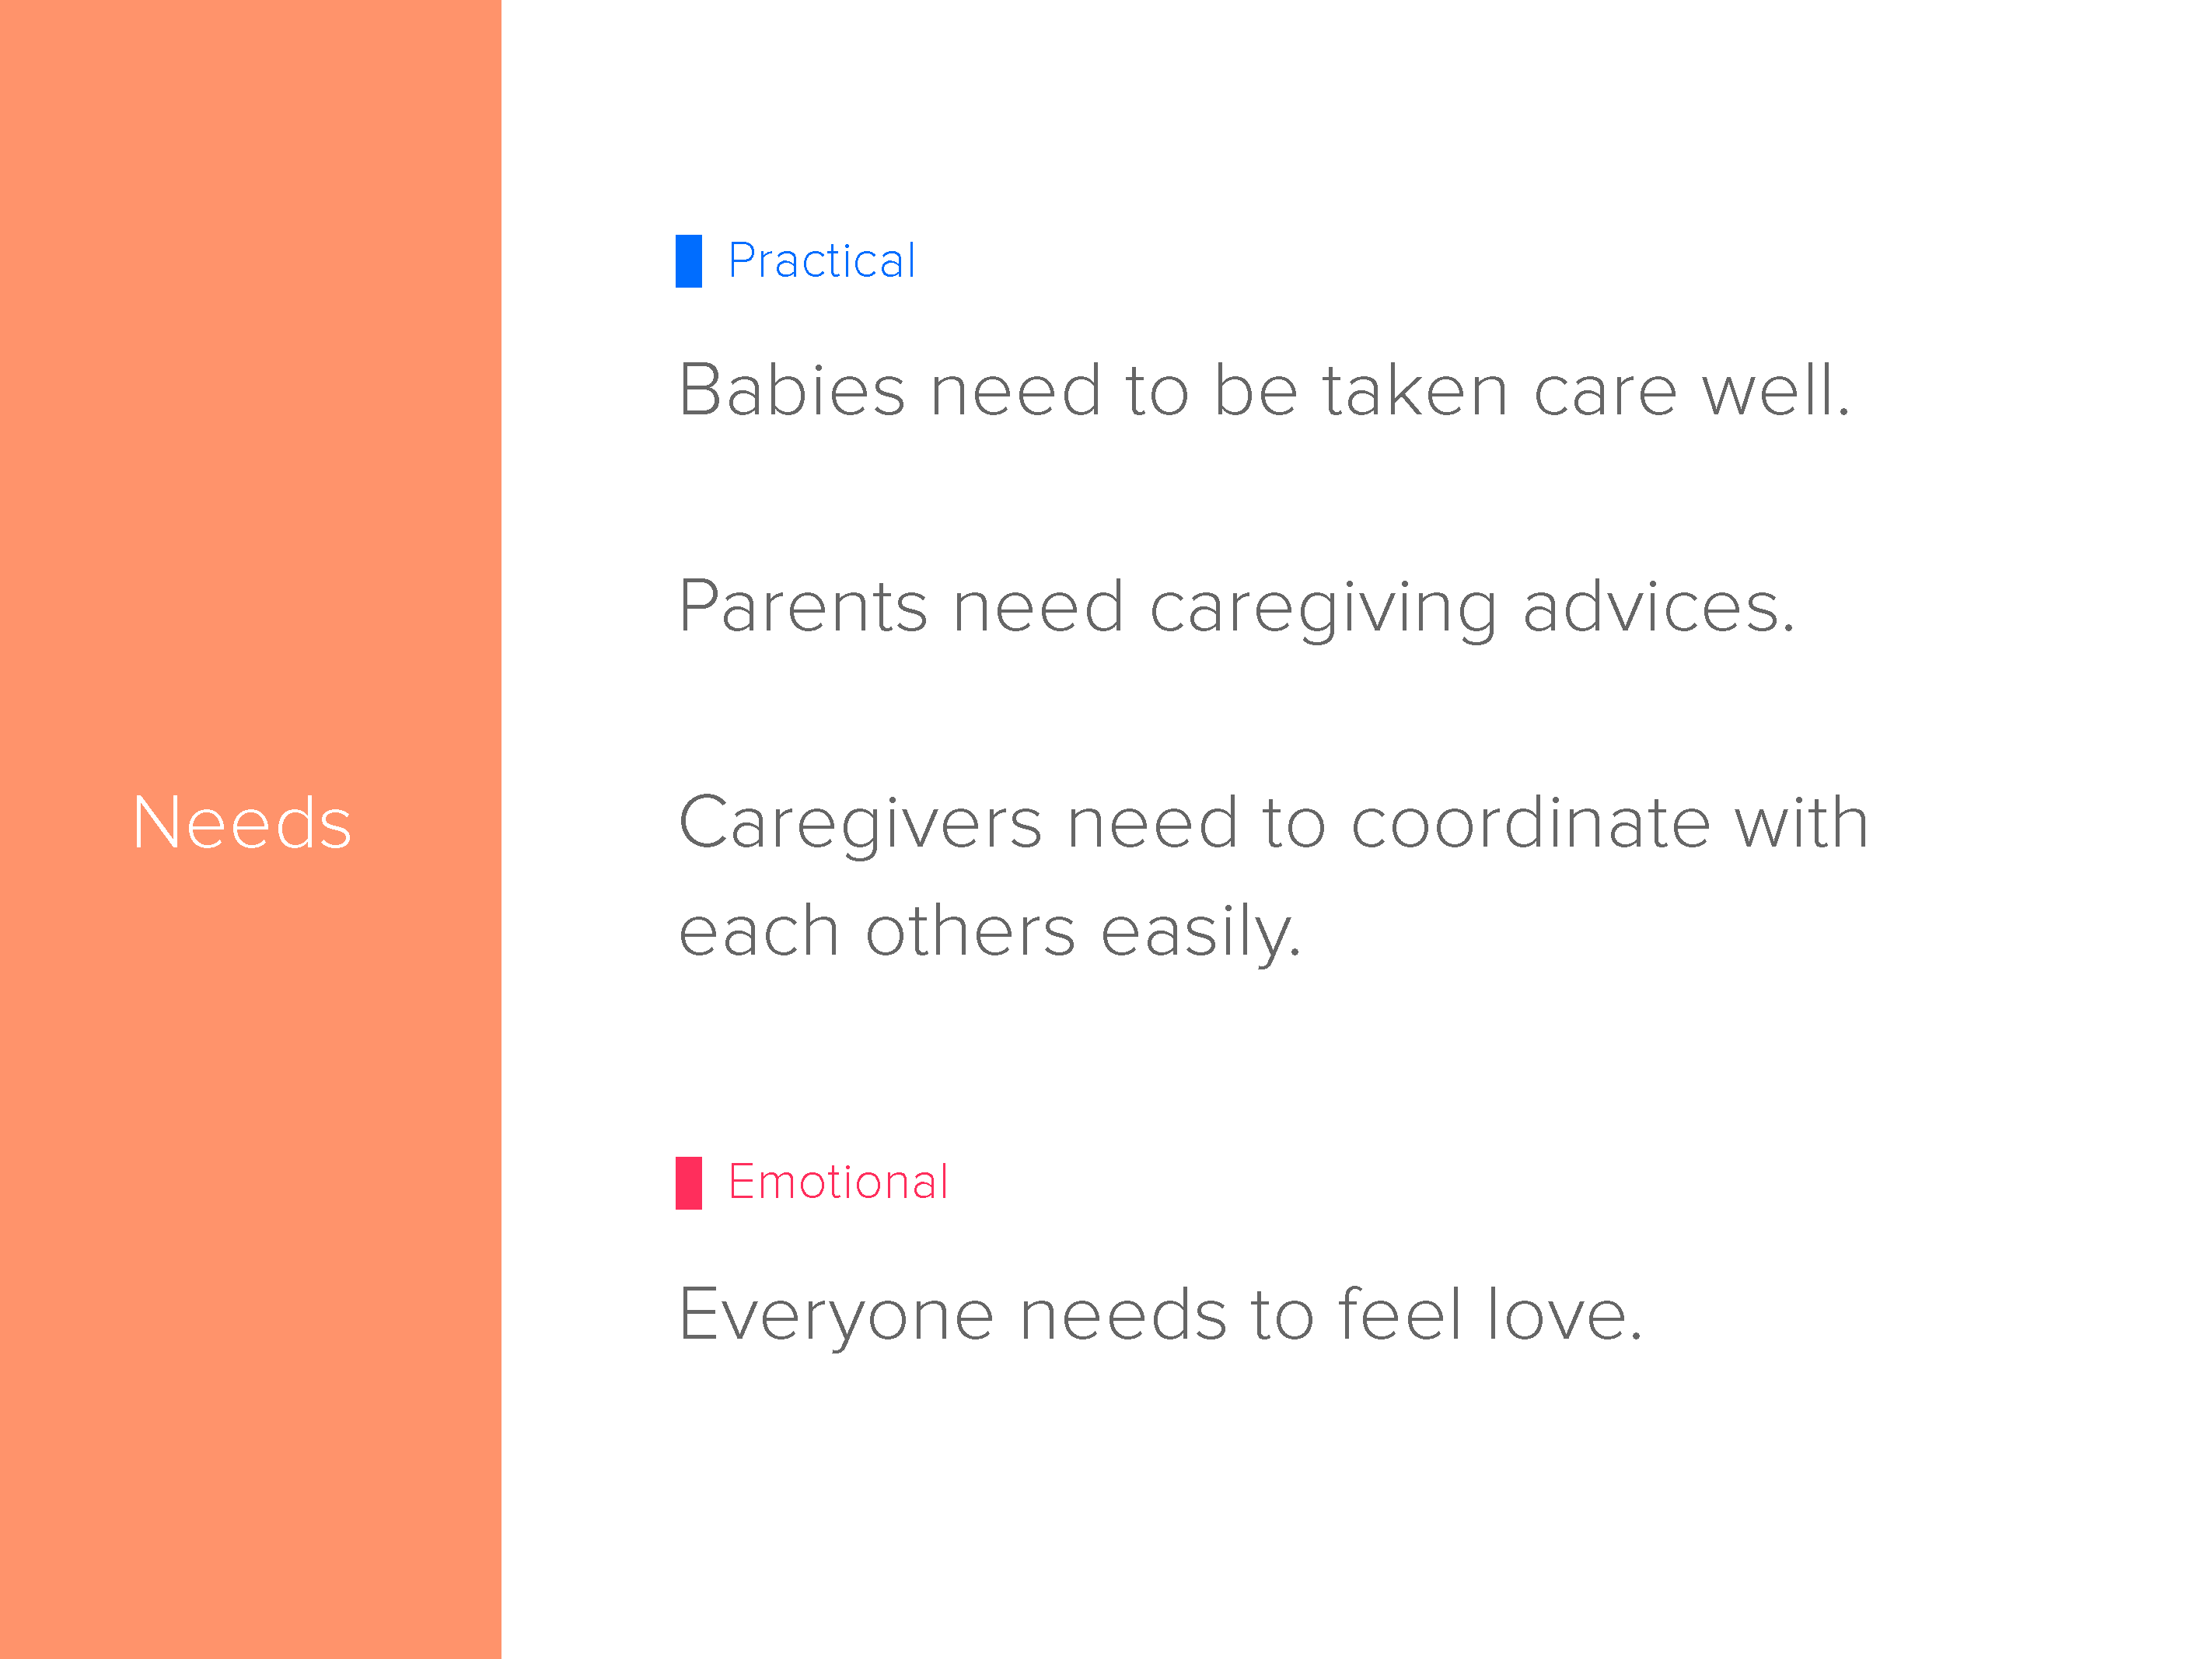 Needs
Practical
Babies need to be taken care well.
Parents need caregiving advices.
Caregivers need to coordinate with
each others easily.
Emotional
Everyone needs to feel love.